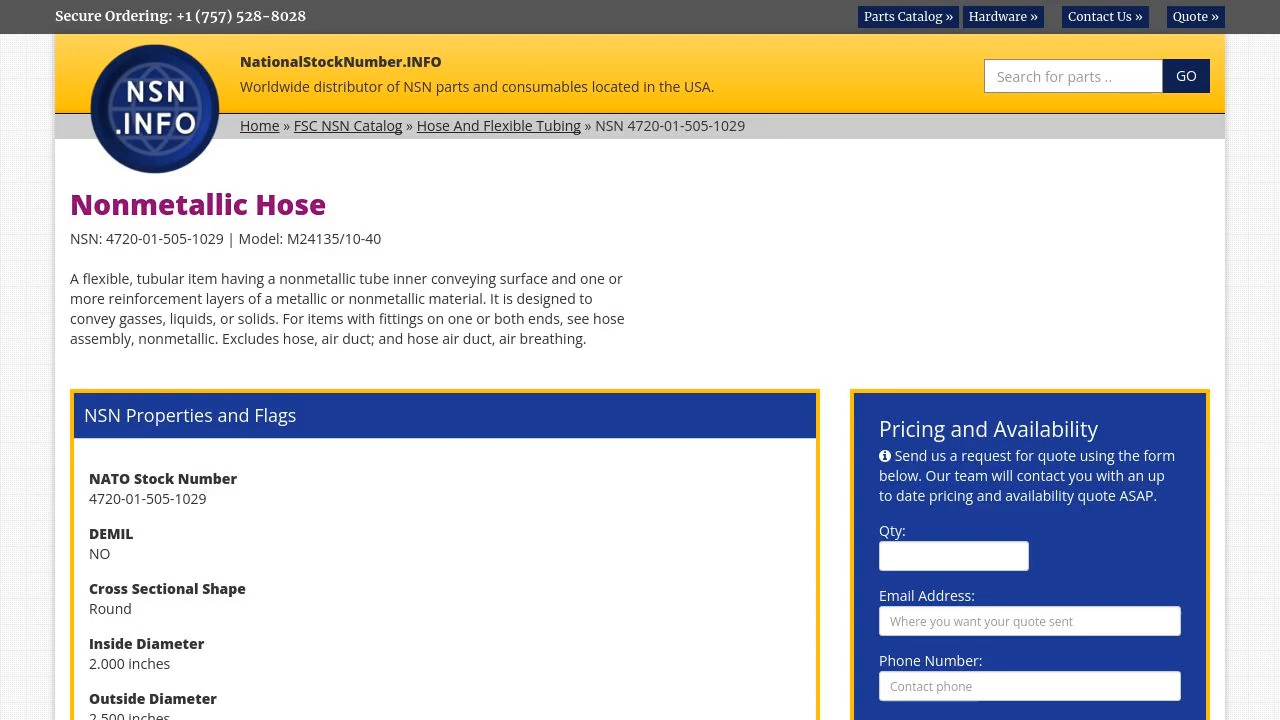 Secure Ordering: +1 (757) 528-8028
Parts Catalog »
Hardware »
Contact Us »
Quote »
NSN
.INFO
NationalStockNumber.INFO
Worldwide distributor of NSN parts and consumables located in the USA.
Search for parts ..
GO
Home » FSC NSN Catalog » Hose And Flexible Tubing » NSN 4720-01-505-1029
Nonmetallic Hose
NSN: 4720-01-505-1029 | Model: M24135/10-40
A flexible, tubular item having a nonmetallic tube inner conveying surface and one or
more reinforcement layers of a metallic or nonmetallic material. It is designed to
convey gasses, liquids, or solids. For items with fittings on one or both ends, see hose
assembly, nonmetallic. Excludes hose, air duct; and hose air duct, air breathing.
NSN Properties and Flags
NATO Stock Number
4720-01-505-1029
DEMIL
NO
Cross Sectional Shape
Round
Inside Diameter
2.000 inches
Outside Diameter
2.500 inches
Pricing and Availability
Send us a request for quote using the form
below. Our team will contact you with an up
to date pricing and availability quote ASAP.
Qty:
Email Address:
Where you want your quote sent
Phone Number:
Contact phone